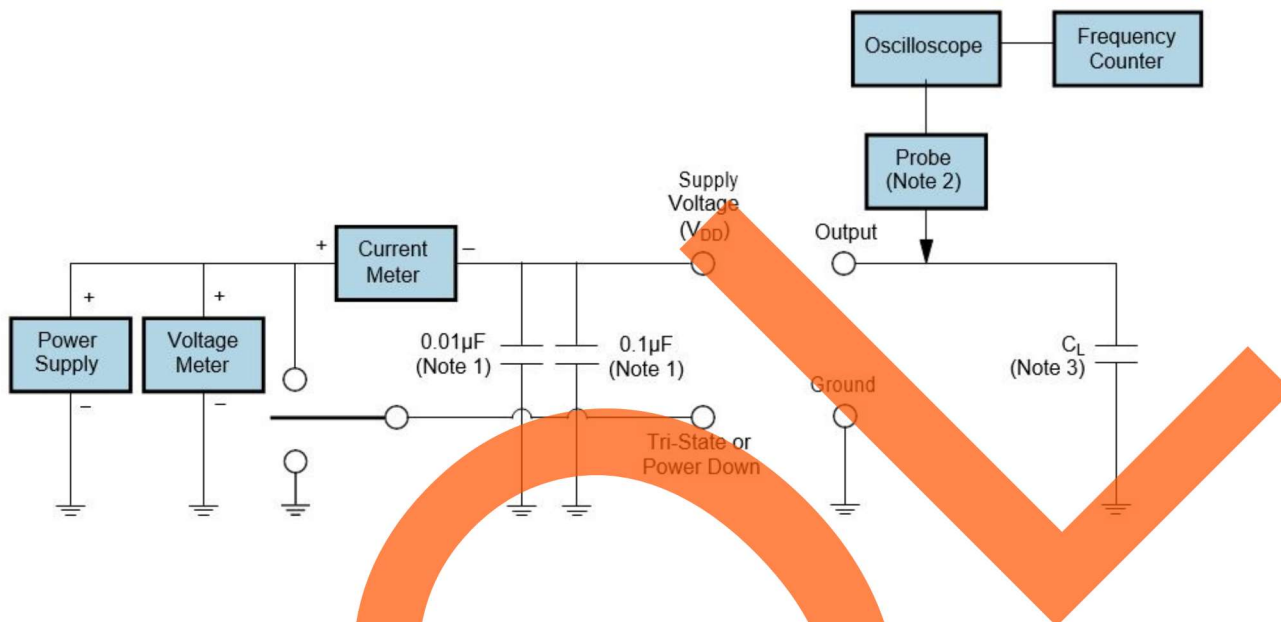 Oscilloscope
Frequency
Counter
Probe
(Note 2)
Supply
Voltage
(VDD)
Output
+
Current
Meter
–
+
Power
Supply
–
+
Voltage
Meter
–
0.01µF
(Note 1)
0.1µF
(Note 1)
CL
(Note 3)
Ground
Tri-State or
Power Down